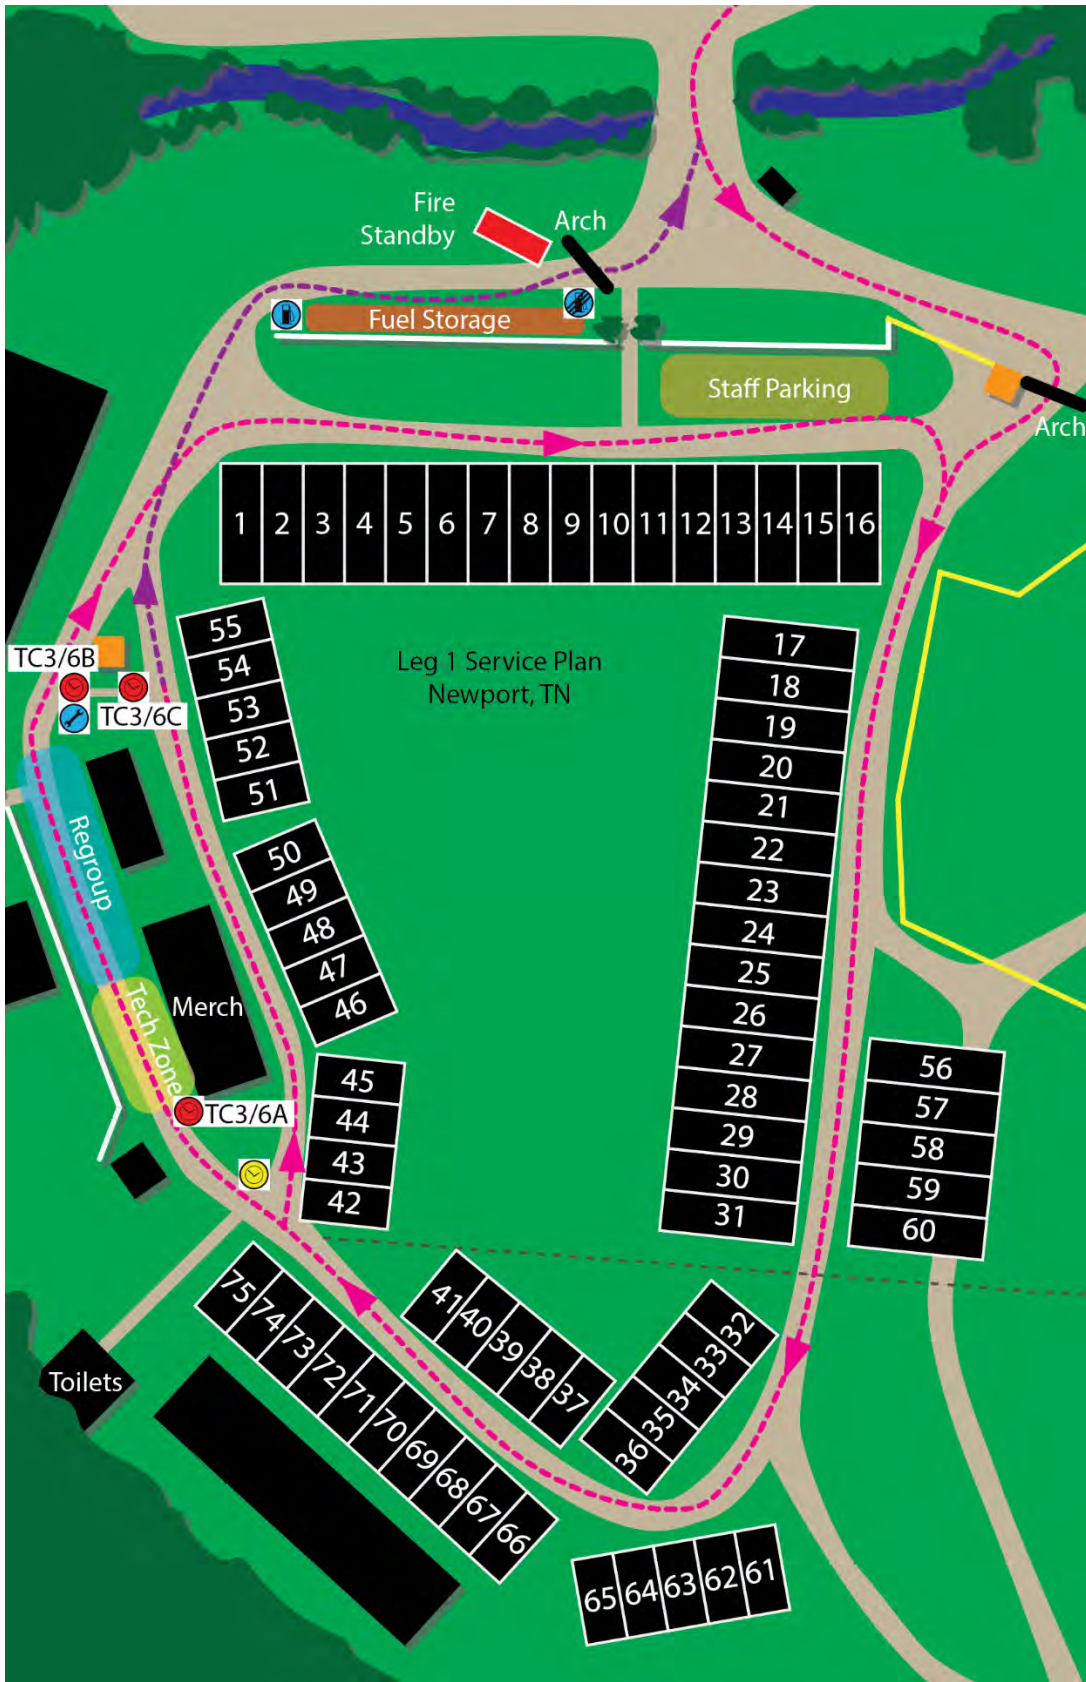 Fire
Standby
Arch
Fuel Storage
Staff Parking
Arch
1 2 3 4 5 6 7 8 9 10 11 12 13 14 15 16
55
54
53
52
51
Leg 1 Service Plan
Newport, TN
17
18
19
20
21
22
23
24
25
26
27
28
29
30
31
TC3/6B
TC3/6C
Regroup
50
49
48
47
46
Tech Zone
Merch
TC3/6A
45
44
43
42
56
57
58
59
60
41 40 39 38 37
32
33
34
35
36
75 74 73 72 71 70 69 68 67 66
Toilets
65 64 63 62 61